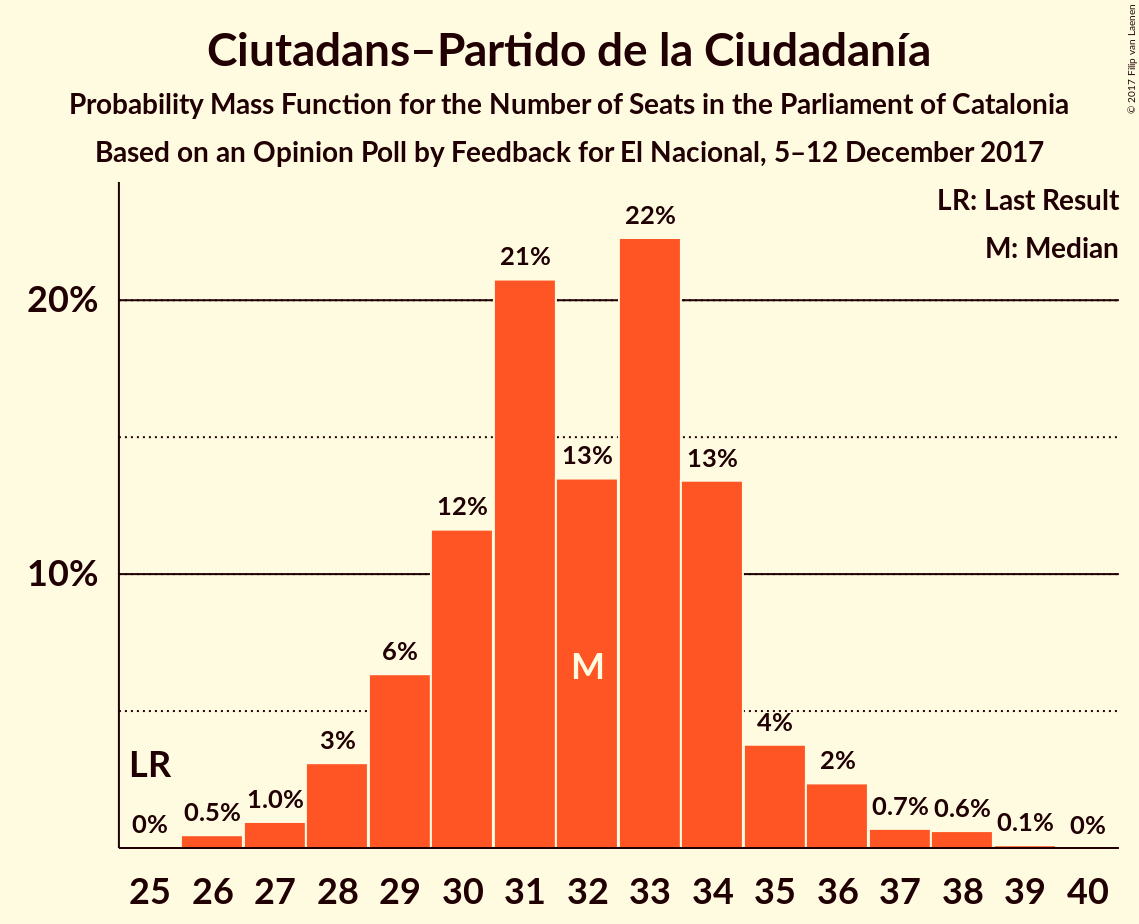 Ciutadans–Partido de la Ciudadanía
Probability Mass Function for the Number of Seats in the Parliament of Catalonia
Based on an Opinion Poll by Feedback for El Nacional, 5–12 December 2017
© 2017 Filip van Laenen
LR: Last Result
M: Median
20%
10%
LR
0%
0.5%
1.0%
3%
6%
12%
21%
13%
M
22%
13%
4%
2%
0.7%
0.6%
0.1%
0%
25 26 27 28 29 30 31 32 33 34 35 36 37 38 39 40